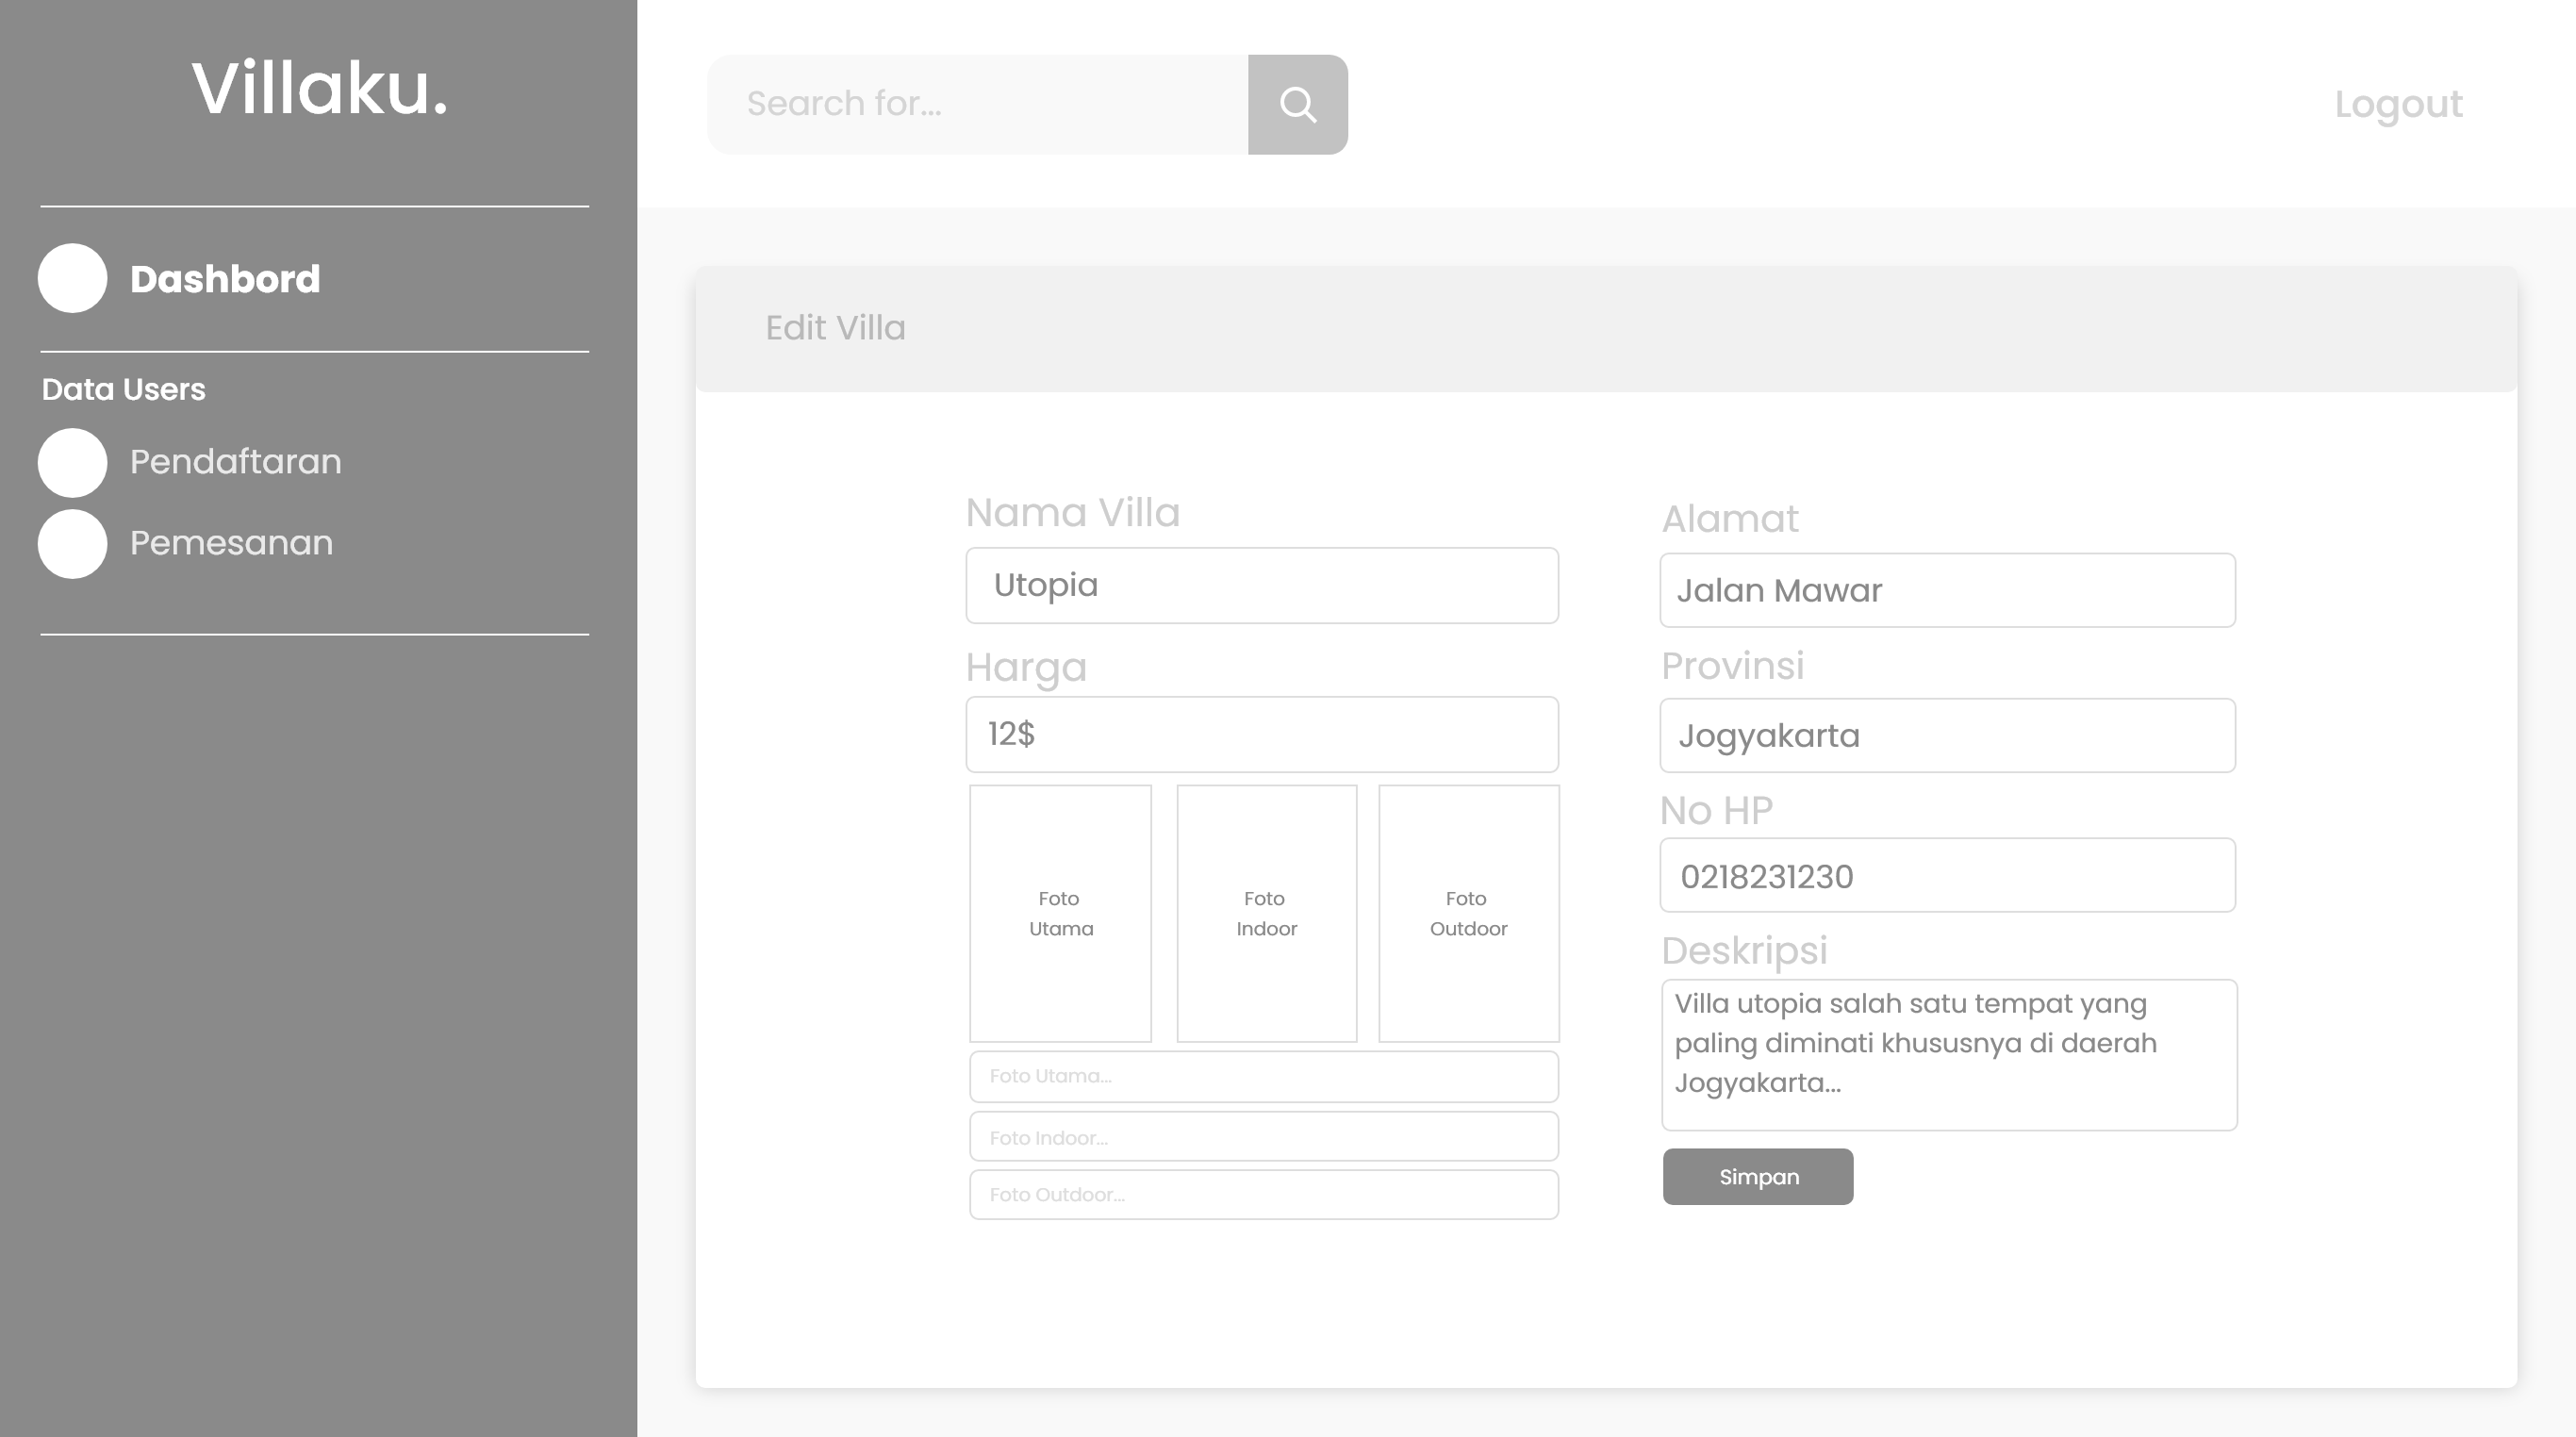 Villaku.
Dashbord
Data Users
Pendaftaran
Pemesanan
Search for...
Logout
Edit Villa
Nama Villa
Utopia
Harga
12$
Foto
Utama
Foto
Indoor
Foto
Outdoor
Foto Utama...
Foto Indoor...
Foto Outdoor...
Alamat
Jalan Mawar
Provinsi
Jogyakarta
No HP
0218231230
Deskripsi
Villa utopia salah satu tempat yang
paling diminati khususnya di daerah
Jogyakarta...
Simpan